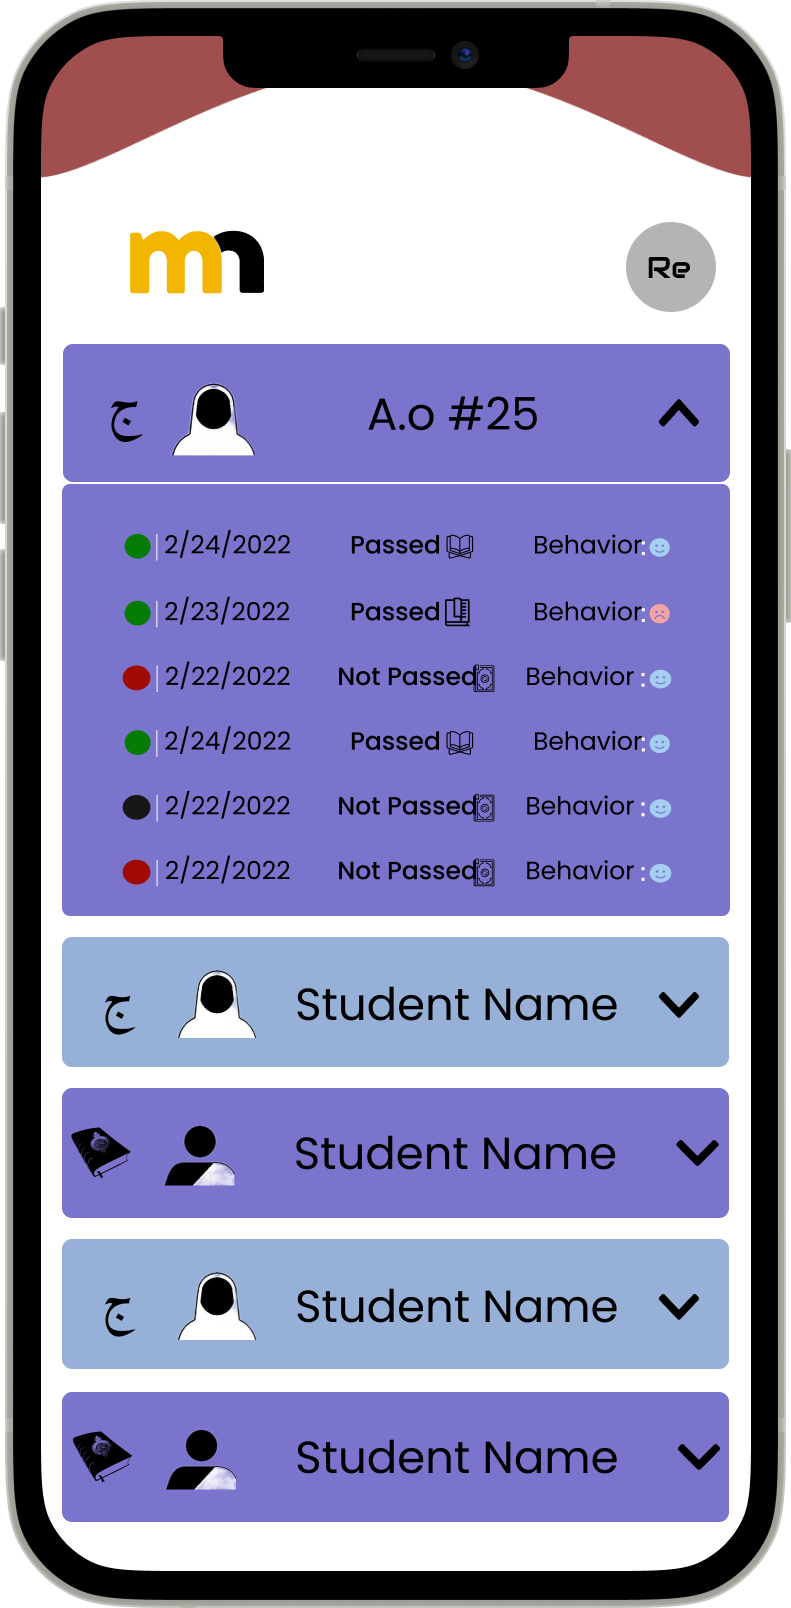 mn
Re
ج A.o #25
2/24/2022 Passed Behavior:
2/23/2022 Passed Behavior:
2/22/2022 Not Passed Behavior :
2/24/2022 Passed Behavior:
2/22/2022 Not Passed Behavior :
2/22/2022 Not Passed Behavior :
ج Student Name
Student Name
ج Student Name
Student Name